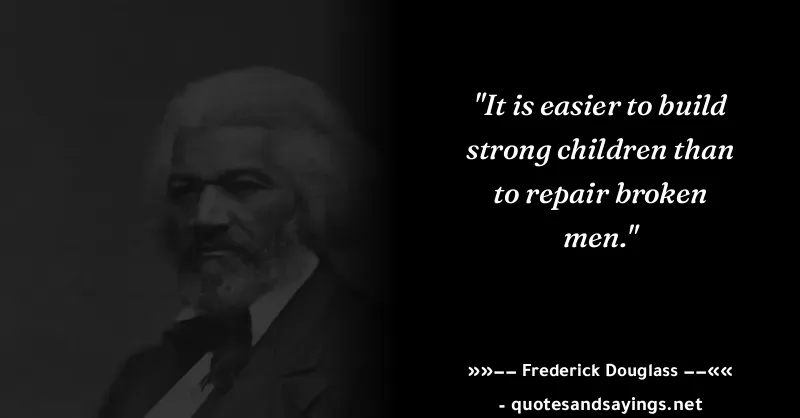 "It is easier to build
strong children than
to repair broken
men."
»»−− Frederick Douglass −−««
- quotesandsayings.net